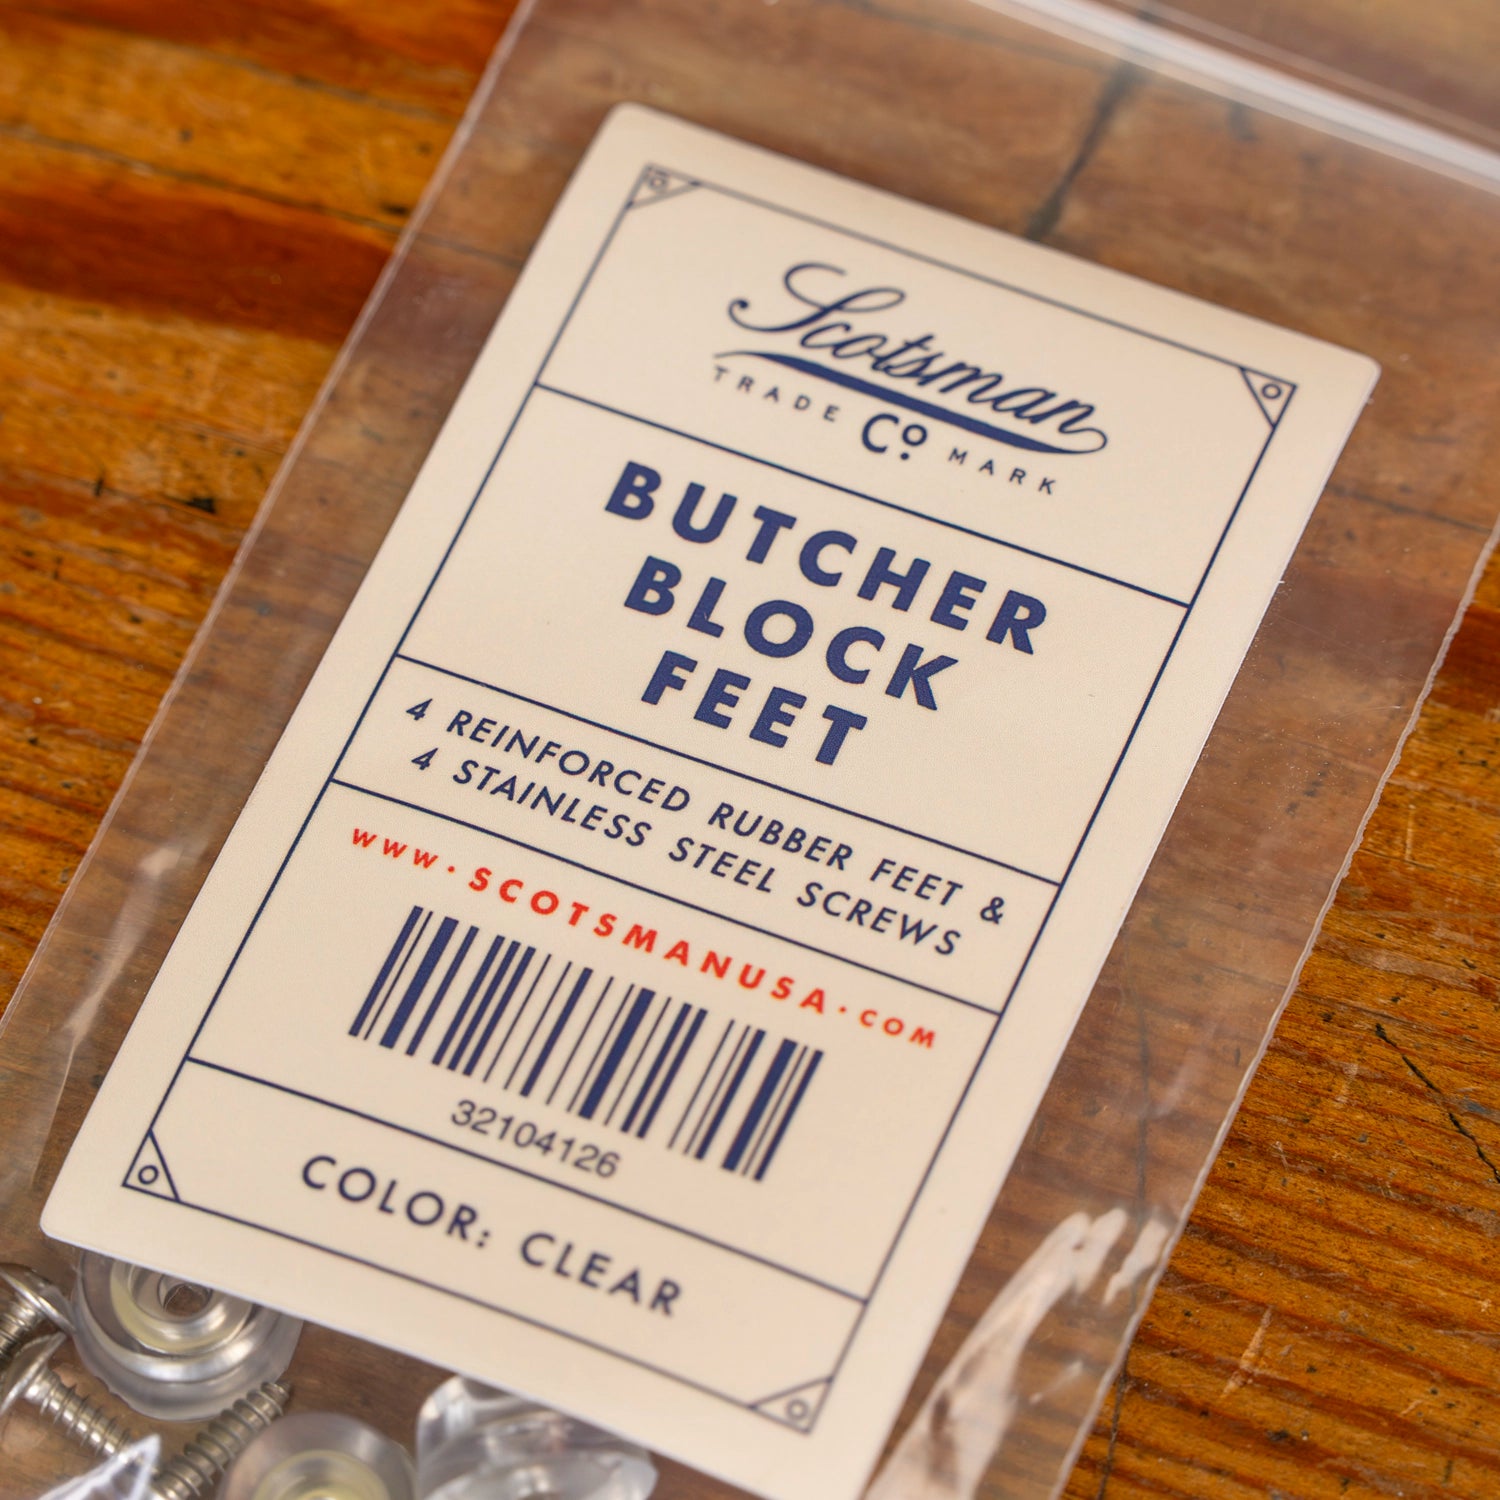 Scotsman
TRADE Co. MARK
BUTCHER
BLOCK
FEET
4 REINFORCED RUBBER FEET &
4 STAINLESS STEEL SCREWS
www.SCOTSMANUSA.COM
32104126
COLOR: CLEAR